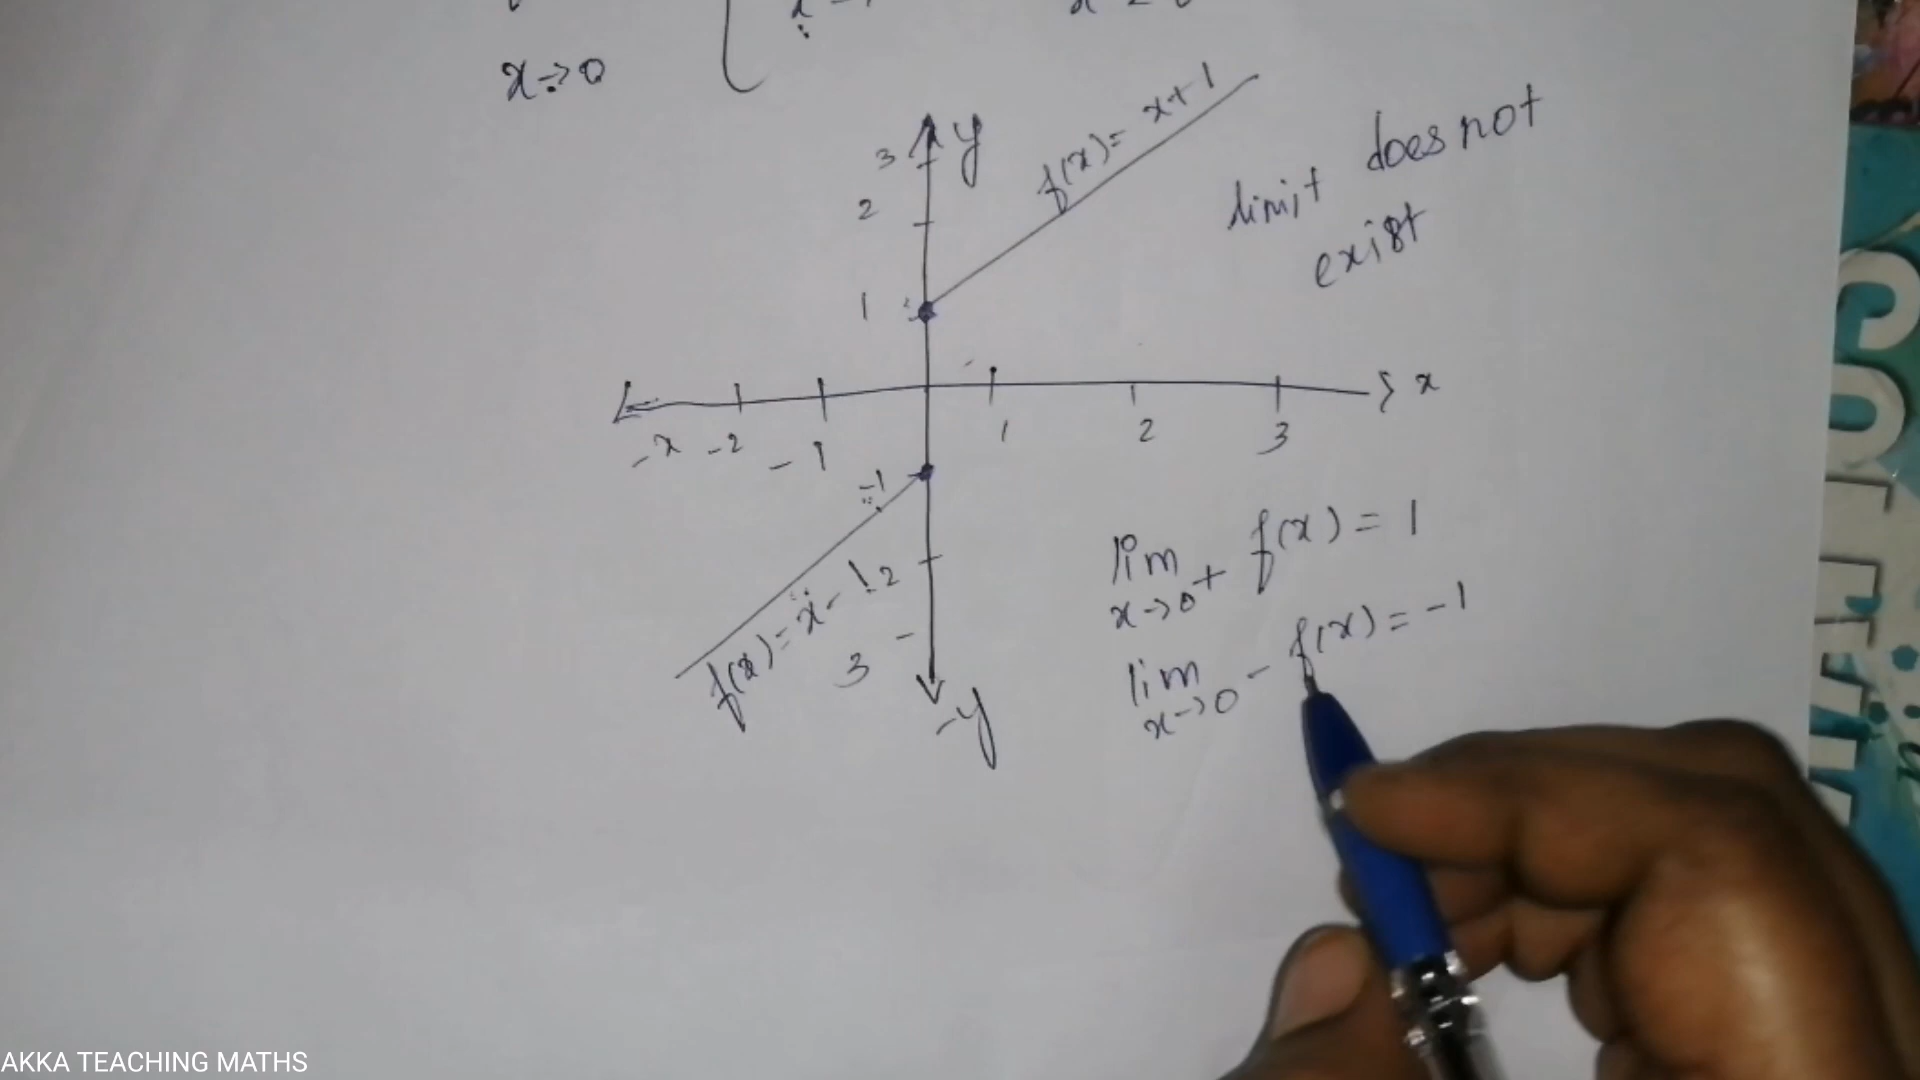 x→0
y
3
2
1
f(x)= x+1
limit does not
exist
-x -2 -1 1 2 3 x
-1
2
3
f(x)= x-1
-y
lim f(x) = 1
x→0+
lim f(x) = -1
x→0-
AKKA TEACHING MATHS